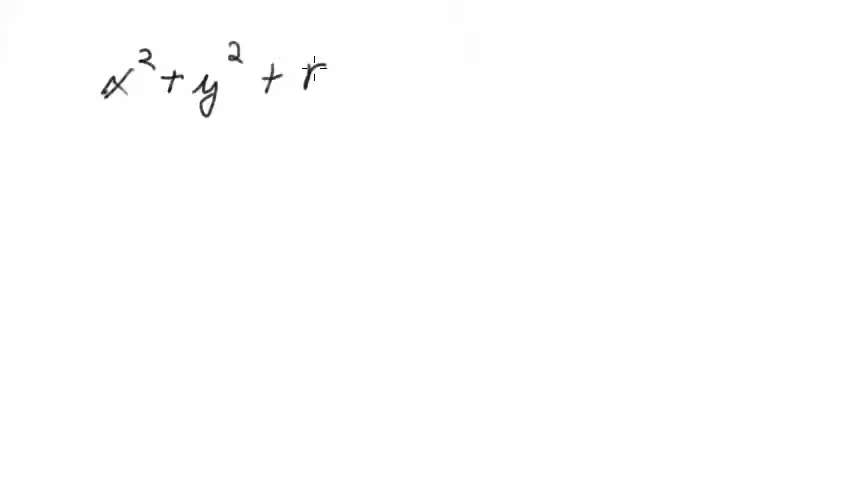 x² + y² + r